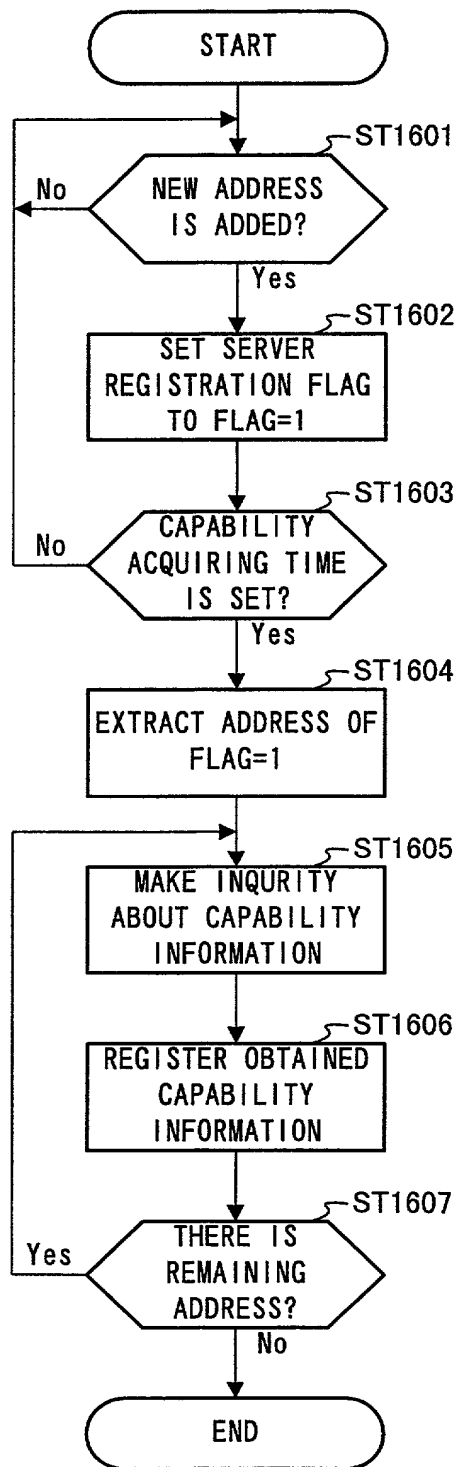 START
ST1601
No
NEW ADDRESS
IS ADDED?
Yes
ST1602
SET SERVER
REGISTRATION FLAG
TO FLAG=1
ST1603
No
CAPABILITY
ACQUIRING TIME
IS SET?
Yes
ST1604
EXTRACT ADDRESS OF
FLAG=1
ST1605
MAKE INQURITY
ABOUT CAPABILITY
INFORMATION
ST1606
REGISTER OBTAINED
CAPABILITY
INFORMATION
ST1607
Yes
THERE IS
REMAINING
ADDRESS?
No
END